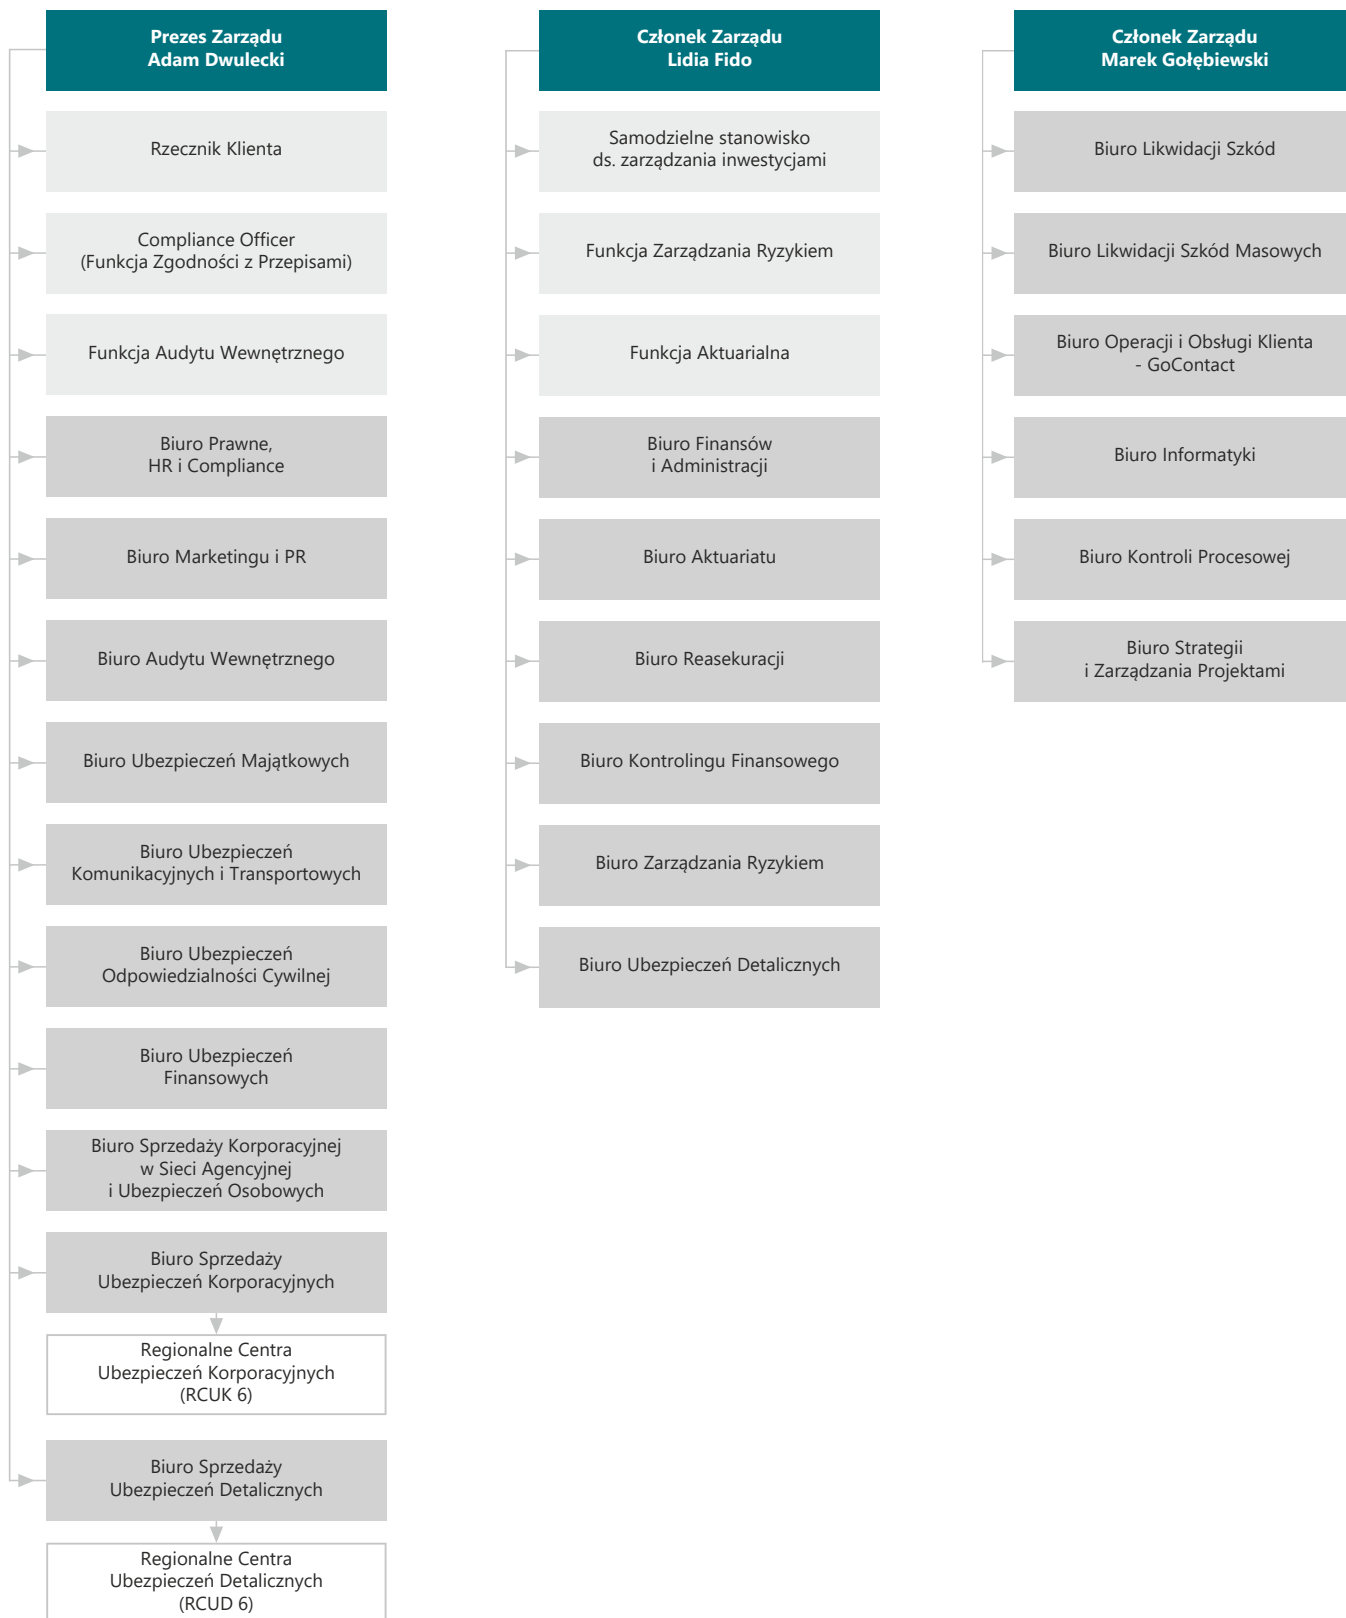 Prezes Zarządu
Adam Dwulecki
Rzecznik Klienta
Compliance Officer
(Funkcja Zgodności z Przepisami)
Funkcja Audytu Wewnętrznego
Biuro Prawne,
HR i Compliance
Biuro Marketingu i PR
Biuro Audytu Wewnętrznego
Biuro Ubezpieczeń Majątkowych
Biuro Ubezpieczeń
Komunikacyjnych i Transportowych
Biuro Ubezpieczeń
Odpowiedzialności Cywilnej
Biuro Ubezpieczeń
Finansowych
Biuro Sprzedaży Korporacyjnej
w Sieci Agencyjnej
i Ubezpieczeń Osobowych
Biuro Sprzedaży
Ubezpieczeń Korporacyjnych
Regionalne Centra
Ubezpieczeń Korporacyjnych
(RCUK 6)
Biuro Sprzedaży
Ubezpieczeń Detalicznych
Regionalne Centra
Ubezpieczeń Detalicznych
(RCUD 6)
Członek Zarządu
Lidia Fido
Samodzielne stanowisko
ds. zarządzania inwestycjami
Funkcja Zarządzania Ryzykiem
Funkcja Aktuarialna
Biuro Finansów
i Administracji
Biuro Aktuariatu
Biuro Reasekuracji
Biuro Kontrolingu Finansowego
Biuro Zarządzania Ryzykiem
Biuro Ubezpieczeń Detalicznych
Członek Zarządu
Marek Gołębiewski
Biuro Likwidacji Szkód
Biuro Likwidacji Szkód Masowych
Biuro Operacji i Obsługi Klienta
- GoContact
Biuro Informatyki
Biuro Kontroli Procesowej
Biuro Strategii
i Zarządzania Projektami